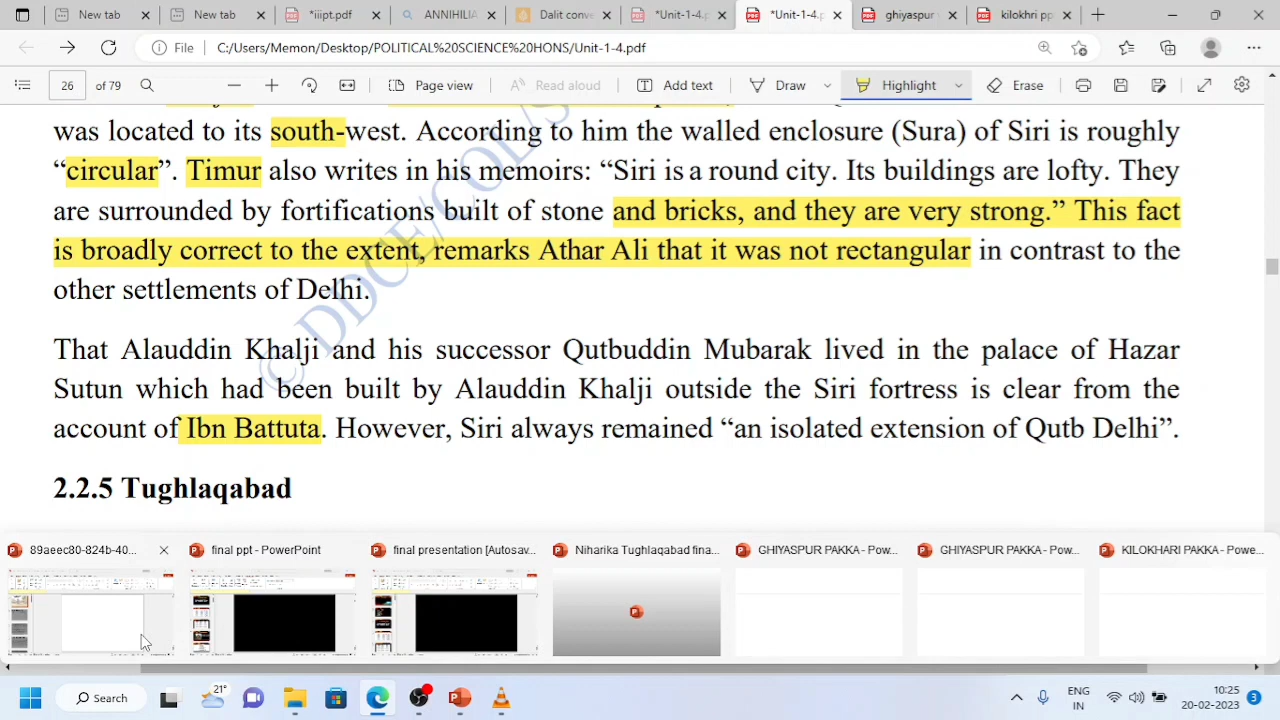 New tab
New tab
*iiipt.pdf
ANNIHILIA
Dalit conve
*Unit-1-4.p
*Unit-1-4.p
ghiyaspur
kilokhri pp
File C:/Users/Memon/Desktop/POLITICAL%20SCIENCE%20HONS/Unit-1-4.pdf
26 of 79
Page view
Read aloud
Add text
Draw
Highlight
Erase
was located to its south-west. According to him the walled enclosure (Sura) of Siri is roughly
“circular”. Timur also writes in his memoirs: “Siri is a round city. Its buildings are lofty. They
are surrounded by fortifications built of stone and bricks, and they are very strong.” This fact
is broadly correct to the extent, remarks Athar Ali that it was not rectangular in contrast to the
other settlements of Delhi.
© DDCE/COL/S
That Alauddin Khalji and his successor Qutbuddin Mubarak lived in the palace of Hazar
Sutun which had been built by Alauddin Khalji outside the Siri fortress is clear from the
account of Ibn Battuta. However, Siri always remained “an isolated extension of Qutb Delhi”.
2.2.5 Tughlaqabad
89aeec80-824b-40...
final ppt - PowerPoint
final presentation [Autosav...
Niharika Tughlaqabad fina...
GHIYASPUR PAKKA - Pow...
GHIYASPUR PAKKA - Pow...
KILOKHARI PAKKA - Powe...
Search
21°
ENG
IN
10:25
20-02-2023
3